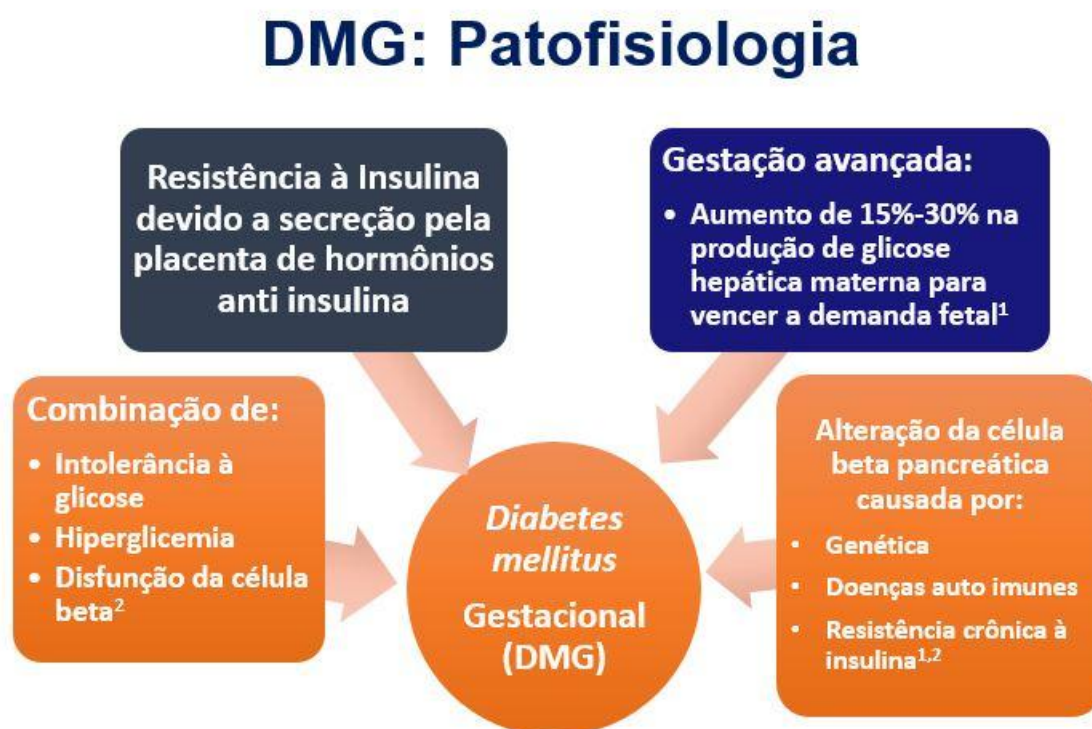 DMG: Patofisiologia
Resistência à Insulina
devido a secreção pela
placenta de hormônios
anti insulina
Gestação avançada:
• Aumento de 15%-30% na
produção de glicose
hepática materna para
vencer a demanda fetal¹
Combinação de:
• Intolerância à
glicose
• Hiperglicemia
• Disfunção da célula
beta²
Diabetes
mellitus
Gestacional
(DMG)
Alteração da célula
beta pancreática
causada por:
• Genética
• Doenças auto imunes
• Resistência crônica à
insulina¹,²